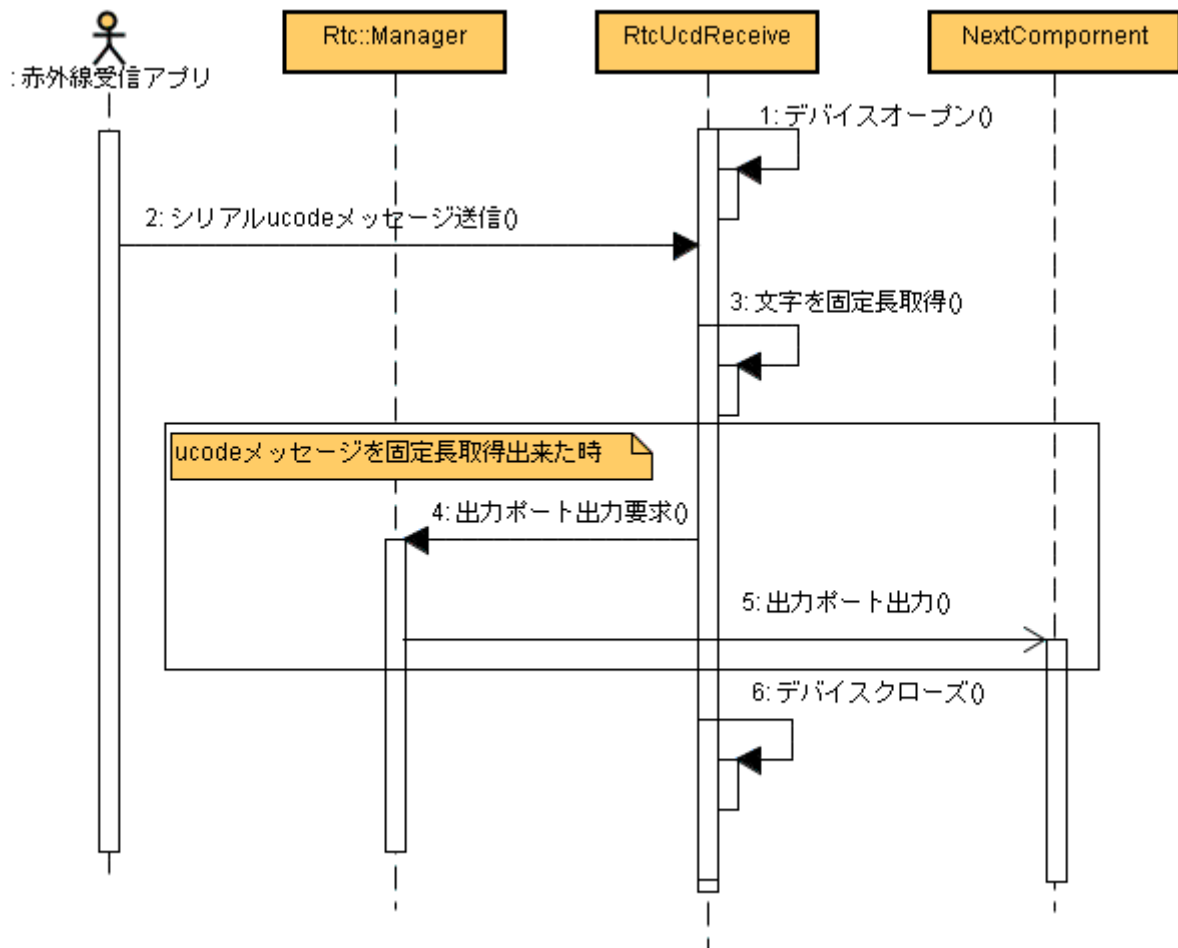 Rtc::Manager
RtcUcdReceive
NextCompornent
: 赤外線受信アプリ
1: デバイスオープン()
2: シリアルucodeメッセージ送信()
3: 文字を固定長取得()
ucodeメッセージを固定長取得出来た時
4: 出力ポート出力要求()
5: 出力ポート出力()
6: デバイスクローズ()